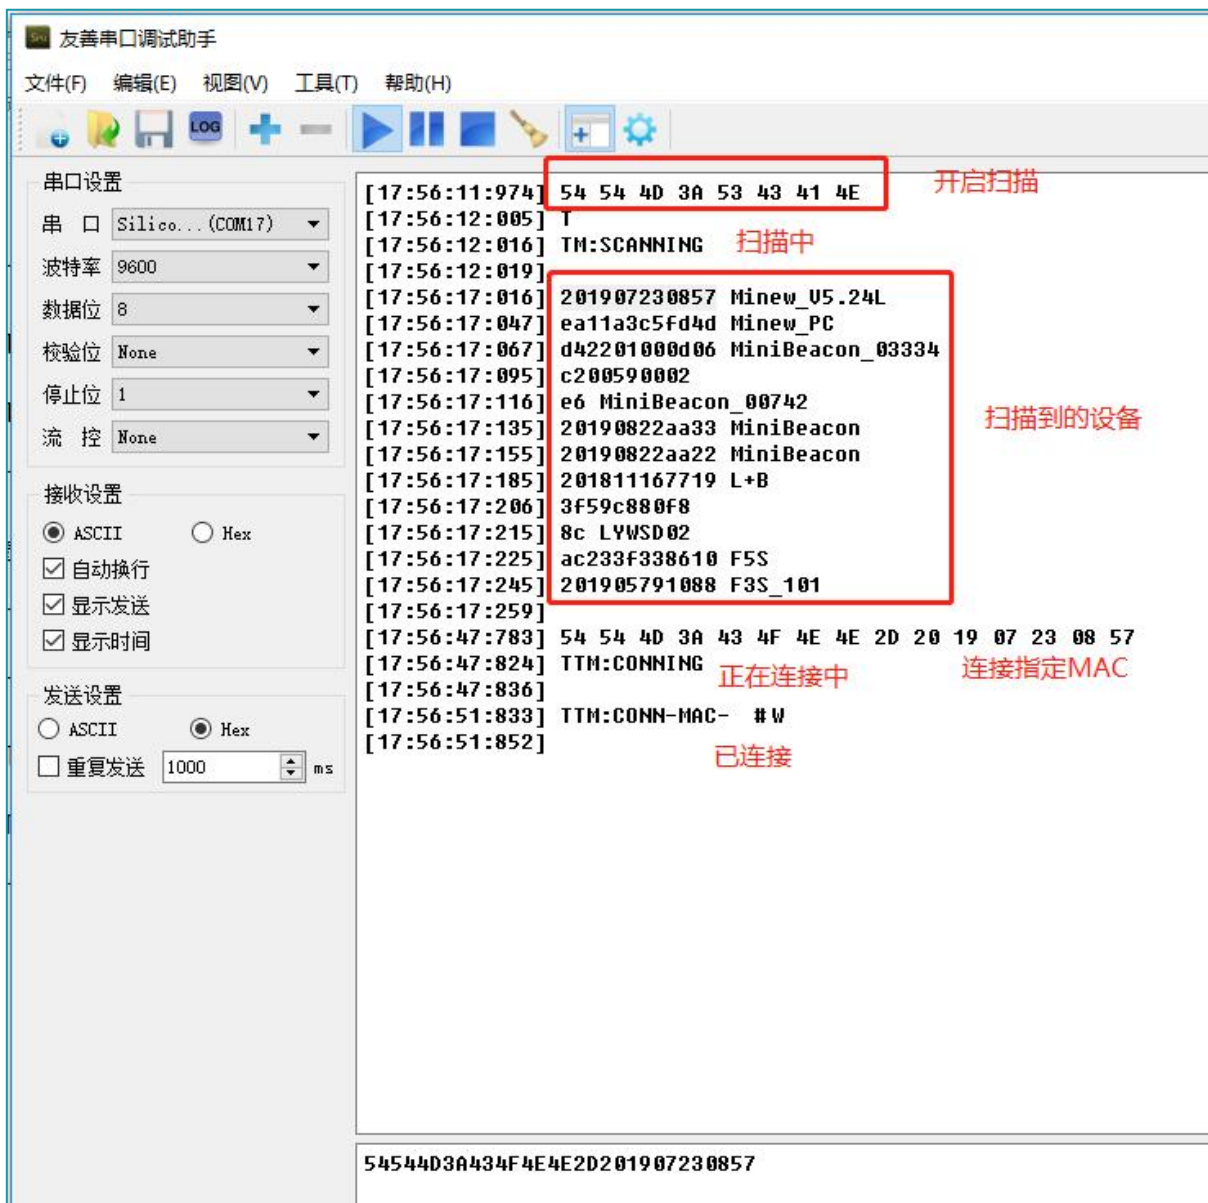 友善串口调试助手
文件(F) 编辑(E) 视图(V) 工具(T) 帮助(H)
LOG
串口设置
串 口 Silico...(COM17)
波特率 9600
数据位 8
校验位 None
停止位 1
流 控 None
接收设置
ASCII Hex
自动换行
显示发送
显示时间
发送设置
ASCII Hex
重复发送 1000 ms
[17:56:11:974] 54 54 4D 3A 53 43 41 4E 开启扫描
[17:56:12:005] T
[17:56:12:016] TM:SCANNING 扫描中
[17:56:12:019]
[17:56:17:016] 201907230857 Minew_V5.24L
[17:56:17:047] ea11a3c5fd4d Minew_PC
[17:56:17:067] d42201000d06 MiniBeacon_03334
[17:56:17:095] c200590002
[17:56:17:116] e6 MiniBeacon_00742
扫描到的设备
[17:56:17:135] 20190822aa33 MiniBeacon
[17:56:17:155] 20190822aa22 MiniBeacon
[17:56:17:185] 201811167719 L+B
[17:56:17:206] 3f59c880f8
[17:56:17:215] 8c LYWSD02
[17:56:17:225] ac233f338610 F5S
[17:56:17:245] 201905791088 F3S_101
[17:56:17:259]
[17:56:47:783] 54 54 4D 3A 43 4F 4E 4E 2D 20 19 07 23 08 57
[17:56:47:824] TTM:CONNING 正在连接中 连接指定MAC
[17:56:47:836]
[17:56:51:833] TTM:CONN-MAC- #W
[17:56:51:852]
已连接
54544D3A434F4E4E2D201907230857